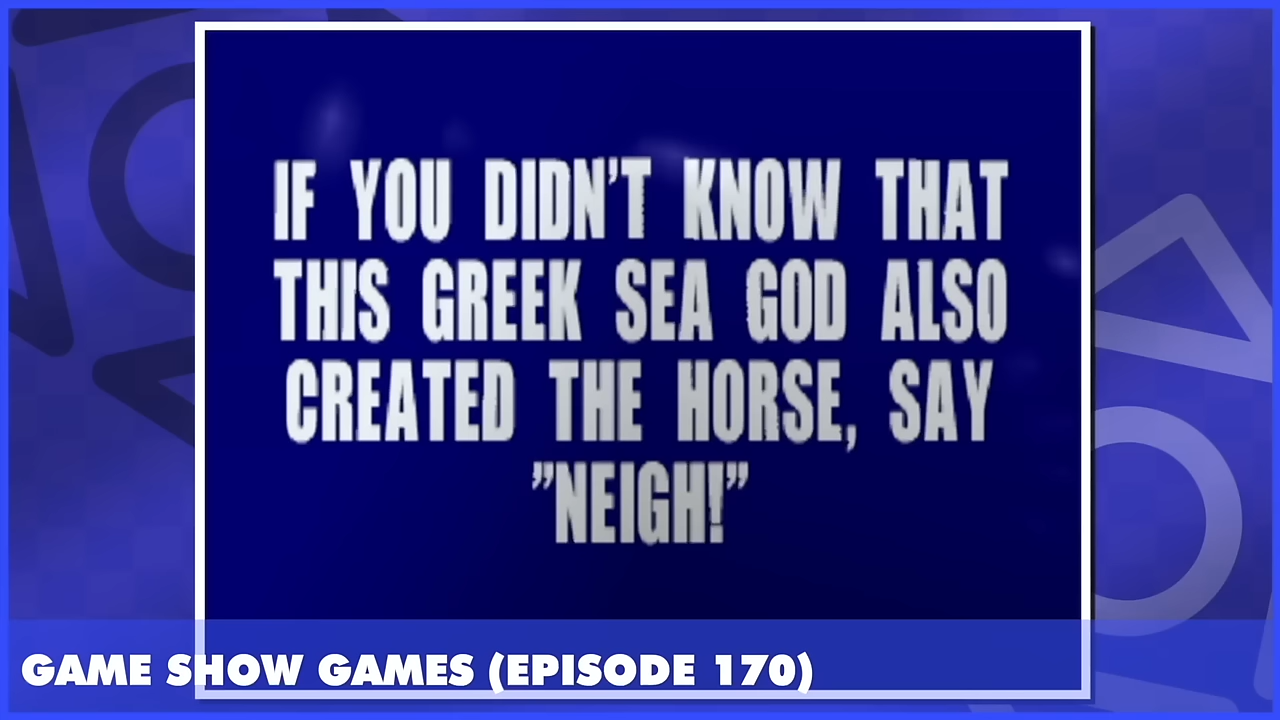 IF YOU DIDN'T KNOW THAT
THIS GREEK SEA GOD ALSO
CREATED THE HORSE, SAY
"NEIGH!"
GAME SHOW GAMES (EPISODE 170)